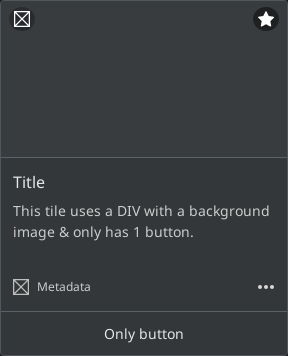 Title
This tile uses a DIV with a background
image & only has 1 button.
Metadata
Only button